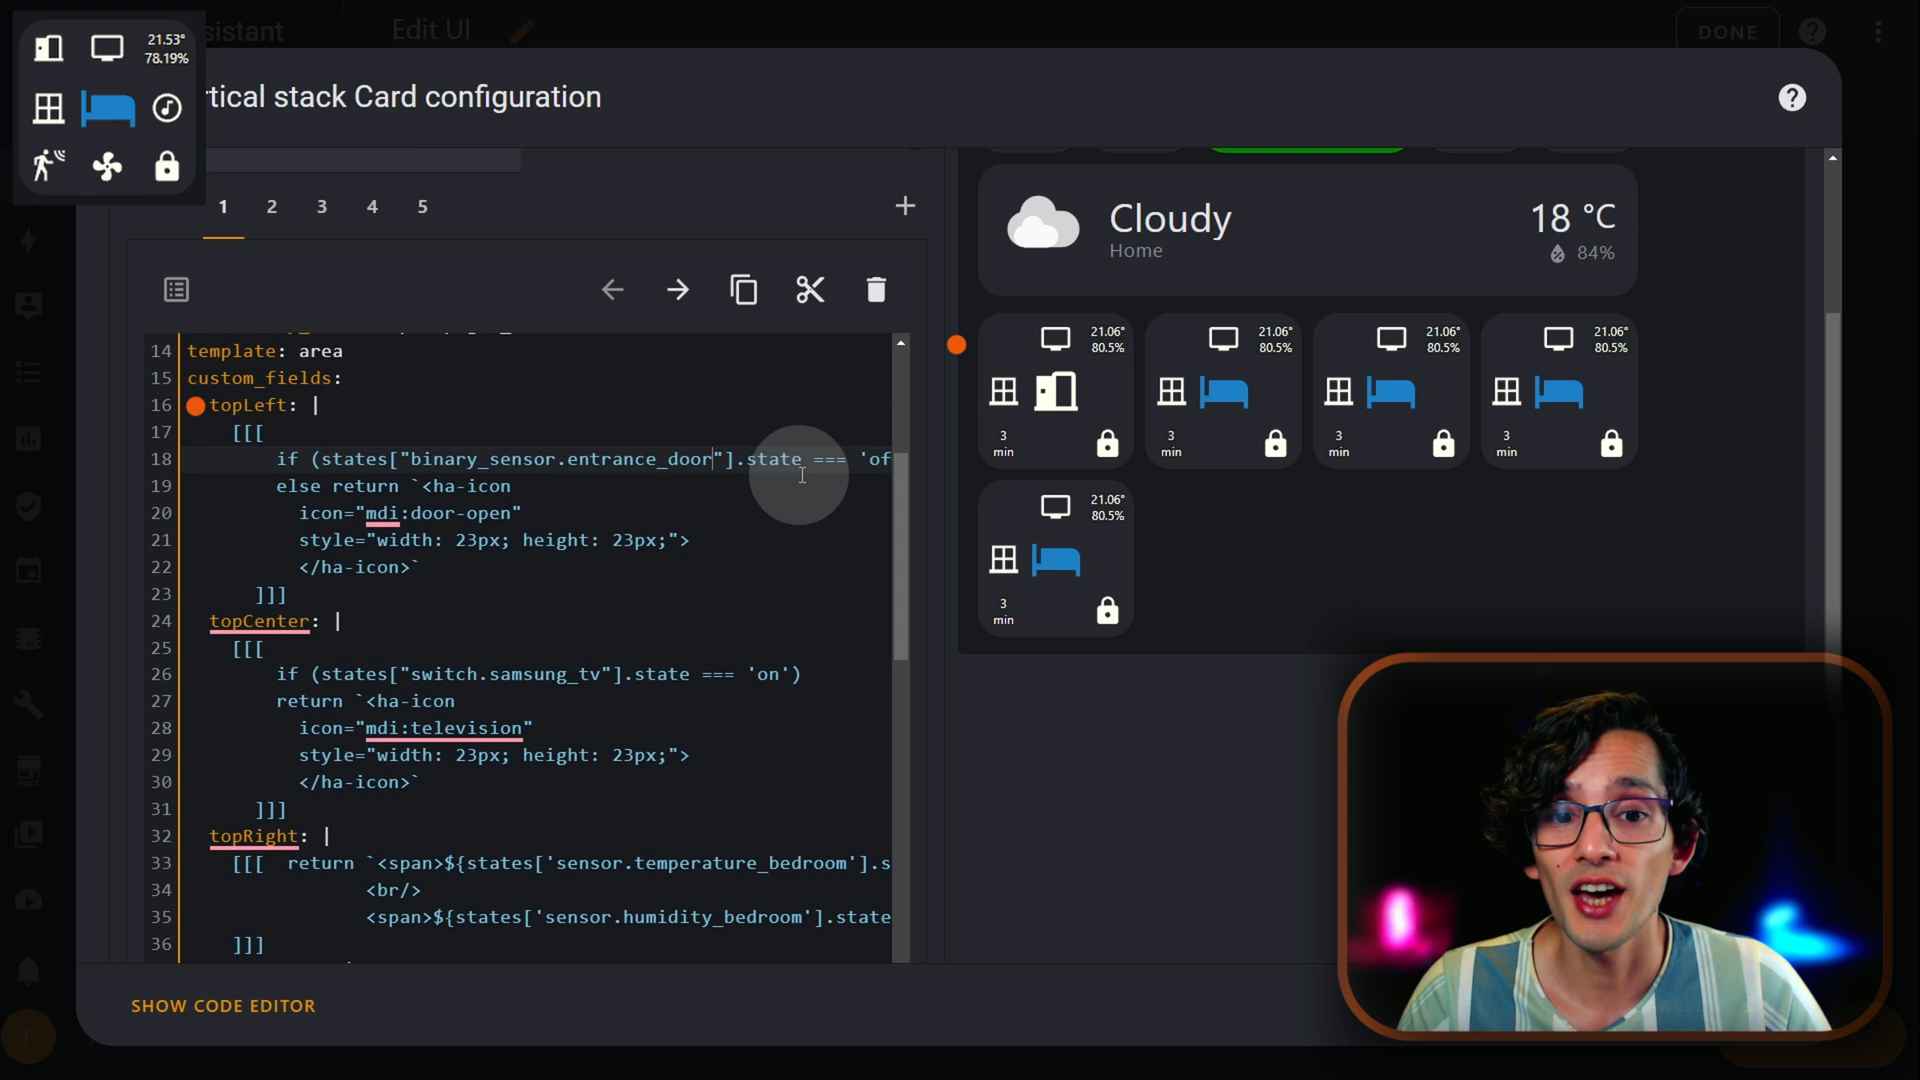 sistant
Edit UI
DONE
21.53°
78.19%
rtical stack Card configuration
1 2 3 4 5
14 template: area
15 custom_fields:
16 topLeft: |
17 [[[
18 if (states["binary_sensor.entrance_door"].state === 'of
19 else return `<ha-icon
20 icon="mdi:door-open"
21 style="width: 23px; height: 23px;">
22 </ha-icon>`
23 ]]]
24 topCenter: |
25 [[[
26 if (states["switch.samsung_tv"].state === 'on')
27 return `<ha-icon
28 icon="mdi:television"
29 style="width: 23px; height: 23px;">
30 </ha-icon>`
31 ]]]
32 topRight: |
33 [[[ return `<span>${states['sensor.temperature_bedroom'].s
34 <br/>
35 <span>${states['sensor.humidity_bedroom'].state
36 ]]]
SHOW CODE EDITOR
F
Cloudy
Home
18 °C
84%
21.06°
80.5%
3
min
21.06°
80.5%
3
min
21.06°
80.5%
3
min
21.06°
80.5%
3
min
21.06°
80.5%
3
min